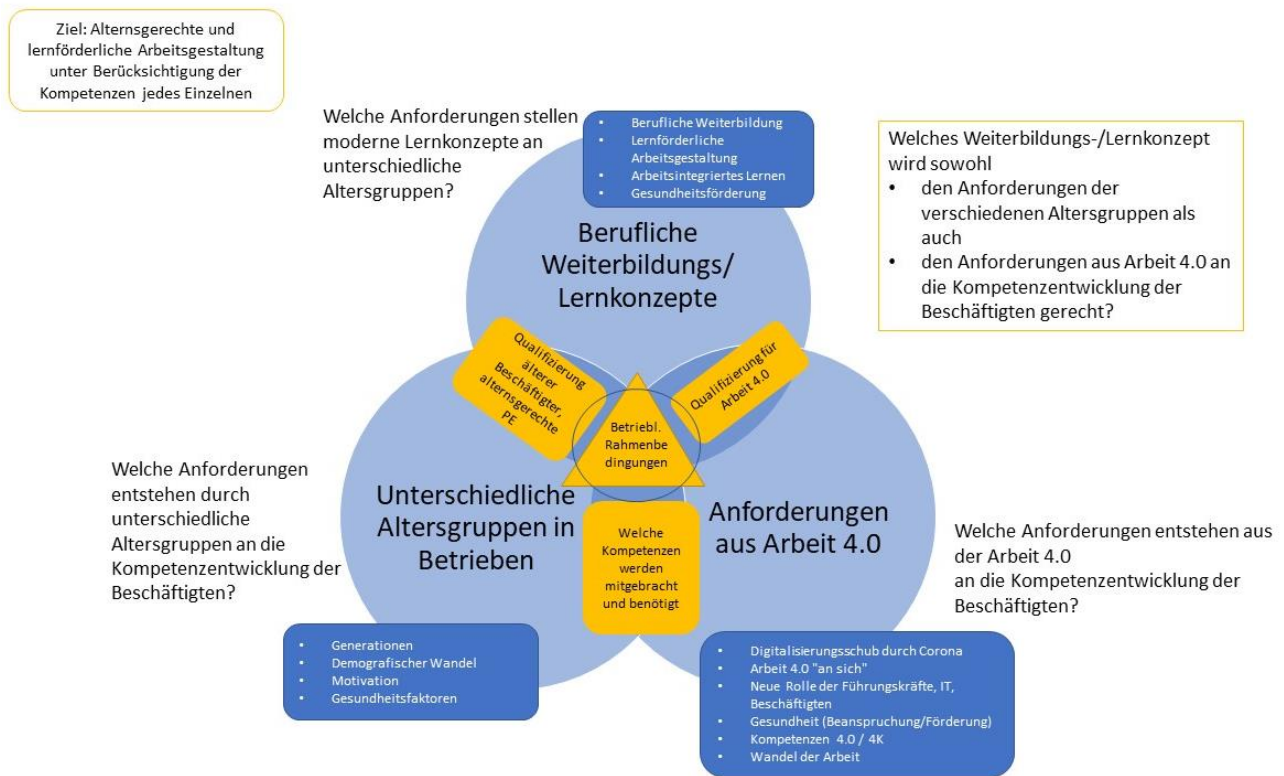 Ziel: Alternsgerechte und
lernförderliche Arbeitsgestaltung
unter Berücksichtigung der
Kompetenzen jedes Einzelnen
Welche Anforderungen stellen
moderne Lernkonzepte an
unterschiedliche
Altersgruppen?
• Berufliche Weiterbildung
• Lernförderliche
Arbeitsgestaltung
• Arbeitsintegriertes Lernen
• Gesundheitsförderung
Welches Weiterbildungs-/Lernkonzept
wird sowohl
• den Anforderungen der
verschiedenen Altersgruppen als
auch
• den Anforderungen aus Arbeit 4.0 an
die Kompetenzentwicklung der
Beschäftigten gerecht?
Berufliche
Weiterbildungs/
Lernkonzepte
Qualifizierung
älterer
Beschäftigter,
alternsgerechte
PE
Qualifizierung für
Arbeit 4.0
Betriebl.
Rahmenbe
dingungen
Welche Anforderungen
entstehen durch
unterschiedliche
Altersgruppen an die
Kompetenzentwicklung der
Beschäftigten?
Unterschiedliche
Altersgruppen in
Betrieben
Welche
Kompetenzen
werden
mitgebracht
und benötigt
Anforderungen
aus Arbeit 4.0
Welche Anforderungen entstehen aus
der Arbeit 4.0
an die Kompetenzentwicklung der
Beschäftigten?
• Generationen
• Demografischer Wandel
• Motivation
• Gesundheitsfaktoren
• Digitalisierungsschub durch Corona
• Arbeit 4.0 "an sich"
• Neue Rolle der Führungskräfte, IT,
Beschäftigten
• Gesundheit (Beanspruchung/Förderung)
• Kompetenzen 4.0 / 4K
• Wandel der Arbeit